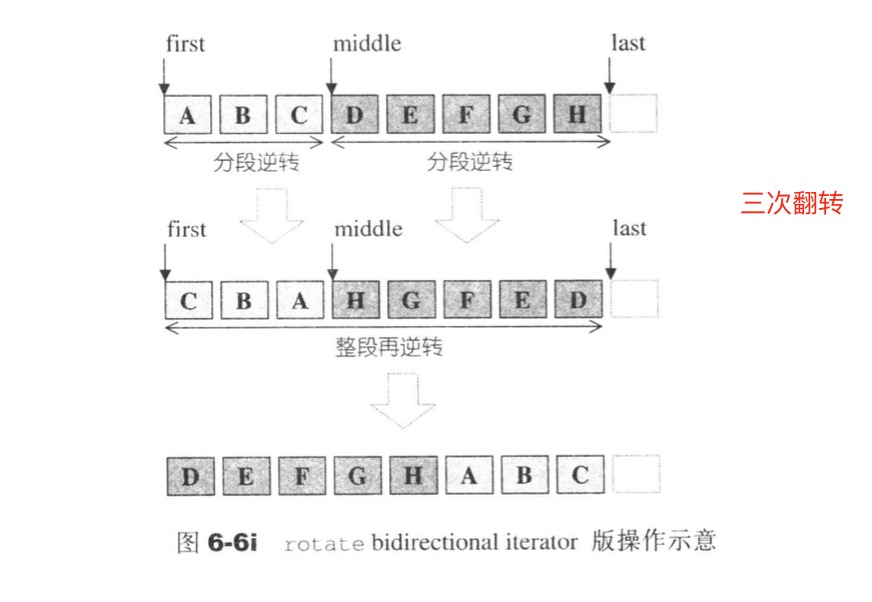 first middle last
A B C D E F G H
分段逆转 分段逆转
三次翻转
first middle last
C B A H G F E D
整段再逆转
D E F G H A B C
图 6-6i rotate bidirectional iterator 版操作示意